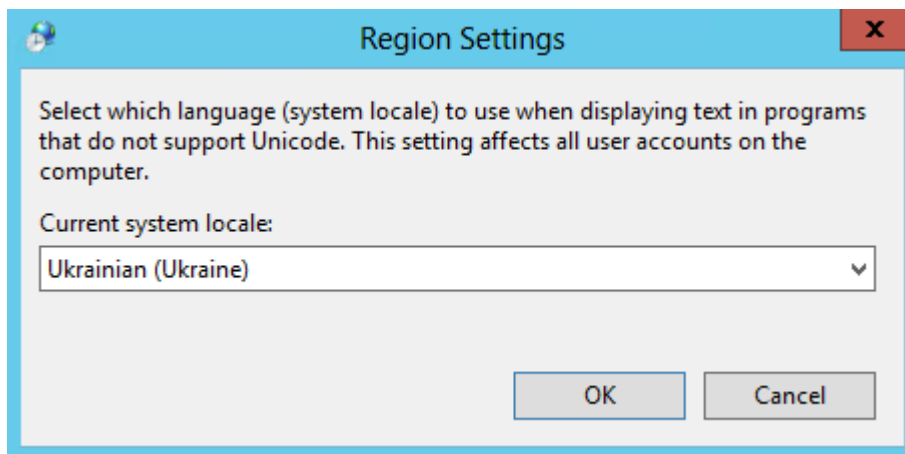 Region Settings
x
Select which language (system locale) to use when displaying text in programs
that do not support Unicode. This setting affects all user accounts on the
computer.
Current system locale:
Ukrainian (Ukraine)
OK
Cancel